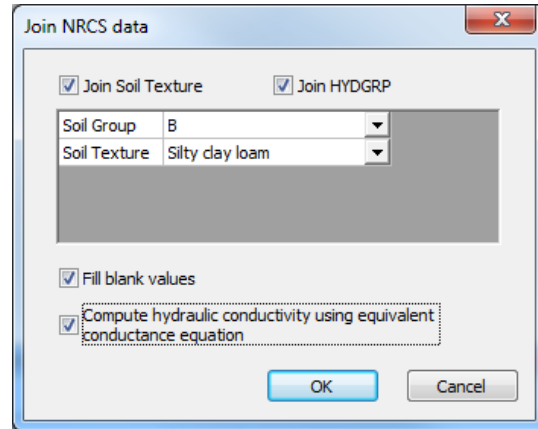 Join NRCS data
Join Soil Texture Join HYDGRP
Soil Group B
Soil Texture Silty clay loam
Fill blank values
Compute hydraulic conductivity using equivalent
conductance equation
OK Cancel